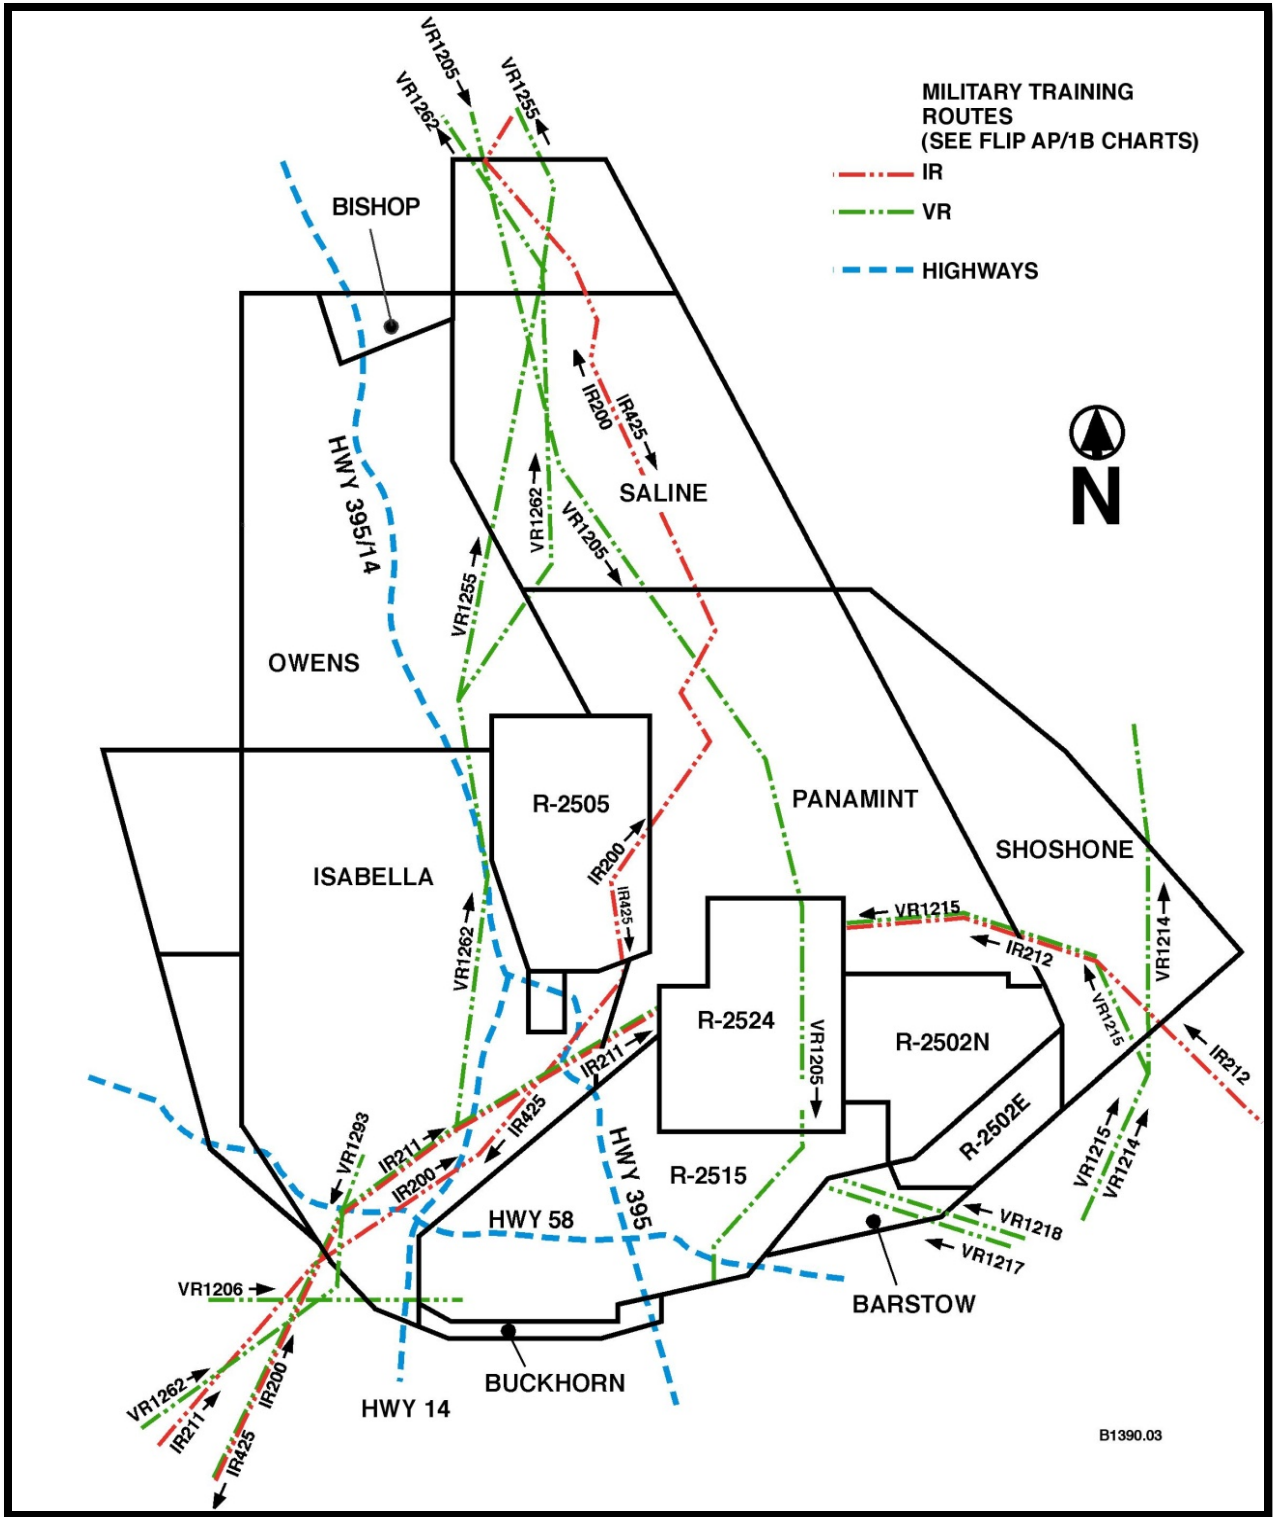 VR1205
VR1255
VR1262
MILITARY TRAINING
ROUTES
(SEE FLIP AP/1B CHARTS)
IR
VR
HIGHWAYS
BISHOP
IR200
IR425
N
HWY 395/14
SALINE
VR1262
VR1205
VR1255
OWENS
R-2505
PANAMINT
SHOSHONE
ISABELLA
IR200
IR425
VR1215
IR212
VR1214
VR1262
R-2524
VR1205
R-2502N
VR1215
IR212
IR211
IR425
R-2502E
VR1293
IR211
IR200
HWY 395
R-2515
VR1215
VR1214
HWY 58
VR1218
VR1217
VR1206
BARSTOW
VR1262
IR211
IR200
IR425
BUCKHORN
HWY 14
B1390.03